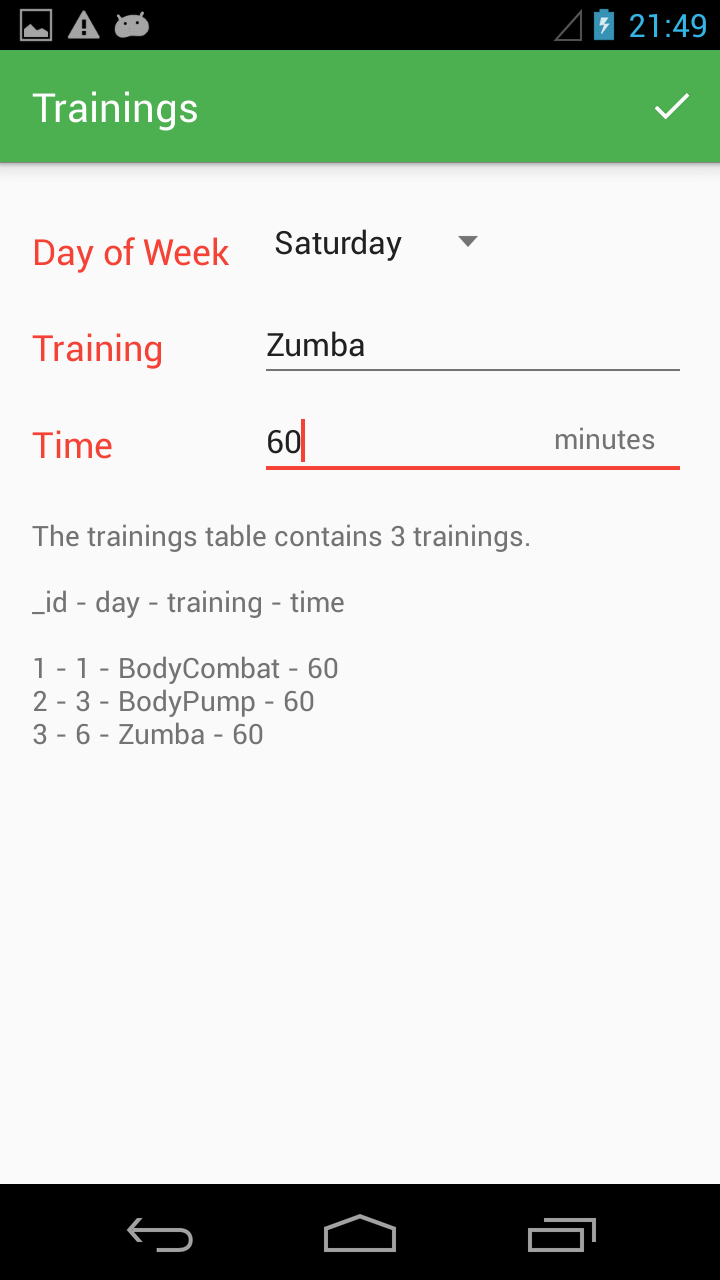 21:49
Trainings
Day of Week Saturday
Training Zumba
Time 60 minutes
The trainings table contains 3 trainings.
_id - day - training - time
1 - 1 - BodyCombat - 60
2 - 3 - BodyPump - 60
3 - 6 - Zumba - 60